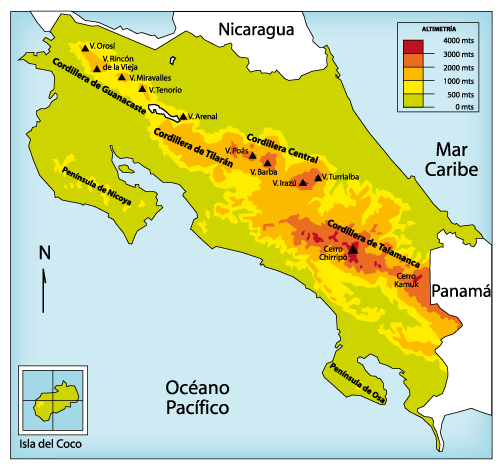 Nicaragua
ALTIMETRÍA
4000 mts
3000 mts
2000 mts
1000 mts
500 mts
0 mts
V. Orosí
V. Rincón
de la Vieja
V. Miravalles
V. Tenorio
Cordillera de Guanacaste
V. Arenal
Cordillera de Tilarán
Cordillera Central
V. Poás
V. Barba
V. Irazú
V. Turrialba
Mar
Caribe
Península de Nicoya
Cordillera de Talamanca
Cerro
Chirripó
Cerro
Kamuk
Panamá
N
Océano
Pacífico
Península de Osa
Isla del Coco